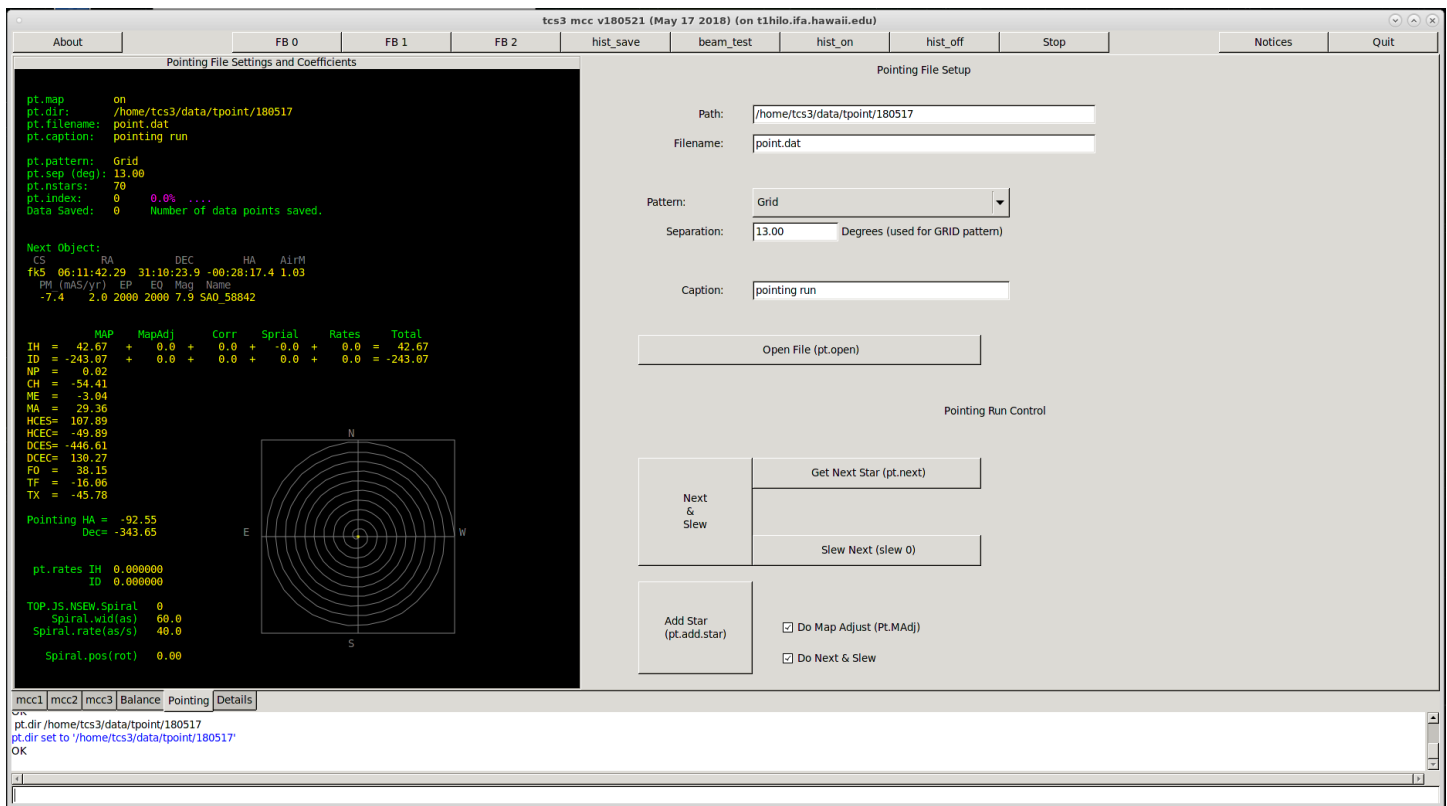 tcs3 mcc v180521 (May 17 2018) (on t1hilo.ifa.hawaii.edu)
About FB 0 FB 1 FB 2 hist_save beam_test hist_on hist_off Stop Notices Quit
Pointing File Settings and Coefficients
pt.map on
pt.dir: /home/tcs3/data/tpoint/180517
pt.filename: point.dat
pt.caption: pointing run
pt.pattern: Grid
pt.sep (deg): 13.00
pt.nstars: 70
pt.index: 0 0.0% ....
Data Saved: 0 Number of data points saved.
Next Object:
CS RA DEC HA AirM
fk5 06:11:42.29 31:10:23.9 -00:28:17.4 1.03
PM (mAS/yr) EP EQ Mag Name
-7.4 2.0 2000 2000 7.9 SAO_58842
MAP MapAdj Corr Sprial Rates Total
IH = 42.67 + 0.0 + 0.0 + -0.0 + 0.0 = 42.67
ID = -243.07 + 0.0 + 0.0 + 0.0 + 0.0 = -243.07
NP = 0.02
CH = -54.41
ME = -3.04
MA = 29.36
HCES= 107.89
HCEC= -49.89
DCES= -446.61
DCEC= 130.27
FO = 38.15
TF = -16.06
TX = -45.78
Pointing HA = -92.55
Dec= -343.65
N
E
W
S
pt.rates IH 0.000000
ID 0.000000
TOP.JS.NSEW.Spiral 0
Spiral.wid(as) 60.0
Spiral.rate(as/s) 40.0
Spiral.pos(rot) 0.00
Pointing File Setup
Path: /home/tcs3/data/tpoint/180517
Filename: point.dat
Pattern: Grid
Separation: 13.00 Degrees (used for GRID pattern)
Caption: pointing run
Open File (pt.open)
Pointing Run Control
Next
&
Slew
Get Next Star (pt.next)
Slew Next (slew 0)
Add Star
(pt.add.star)
Do Map Adjust (Pt.MAdj)
Do Next & Slew
mcc1 mcc2 mcc3 Balance Pointing Details
OK
pt.dir /home/tcs3/data/tpoint/180517
pt.dir set to '/home/tcs3/data/tpoint/180517'
OK